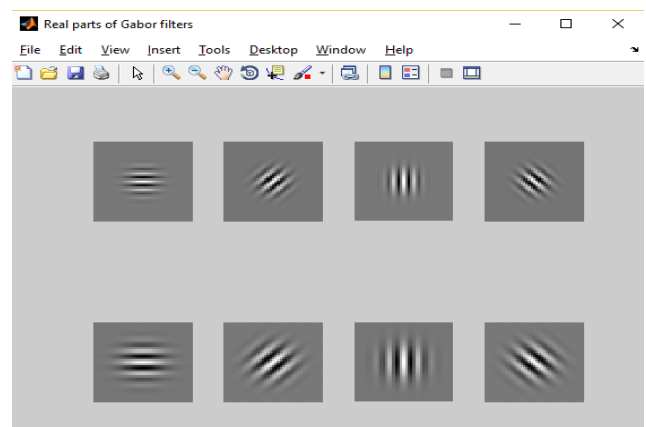 Real parts of Gabor filters
File Edit View Insert Tools Desktop Window Help